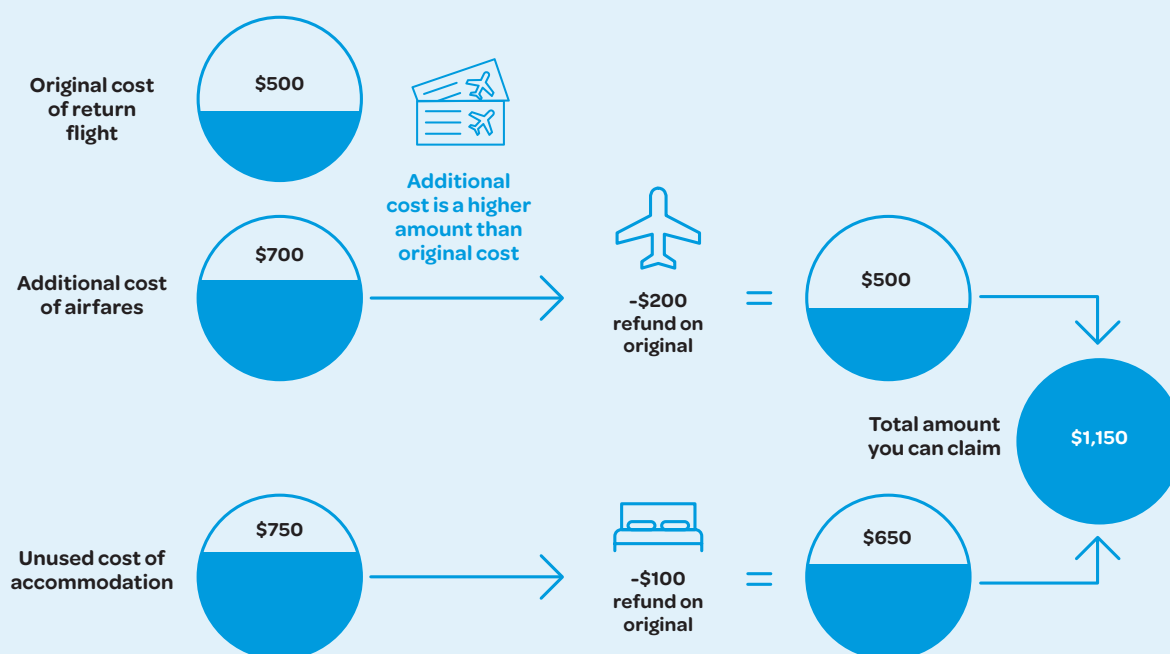 Original cost
of return
flight
$500
Additional
cost is a higher
amount than
original cost
Additional cost
of airfares
$700
-$200
refund on
original
=
$500
Total amount
you can claim
$1,150
Unused cost of
accommodation
$750
-$100
refund on
original
=
$650